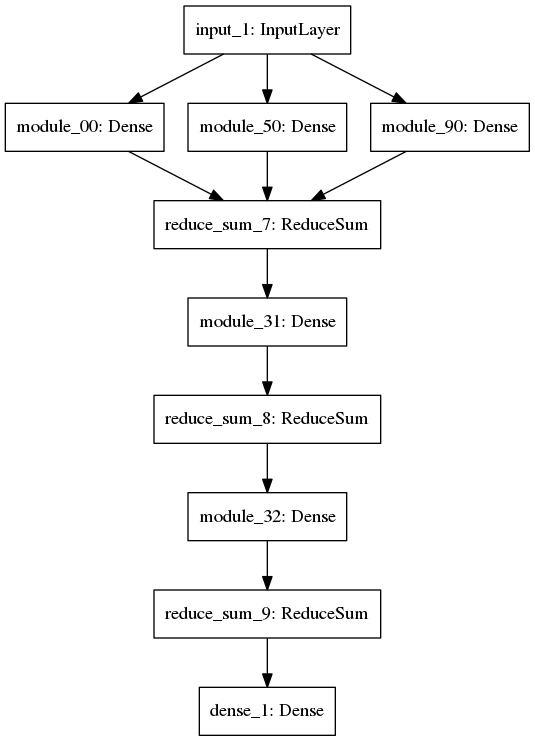 input_1: InputLayer
module_00: Dense
module_50: Dense
module_90: Dense
reduce_sum_7: ReduceSum
module_31: Dense
reduce_sum_8: ReduceSum
module_32: Dense
reduce_sum_9: ReduceSum
dense_1: Dense